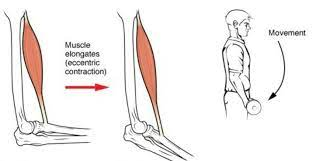 Muscle
elongates
(eccentric
contraction)
Movement